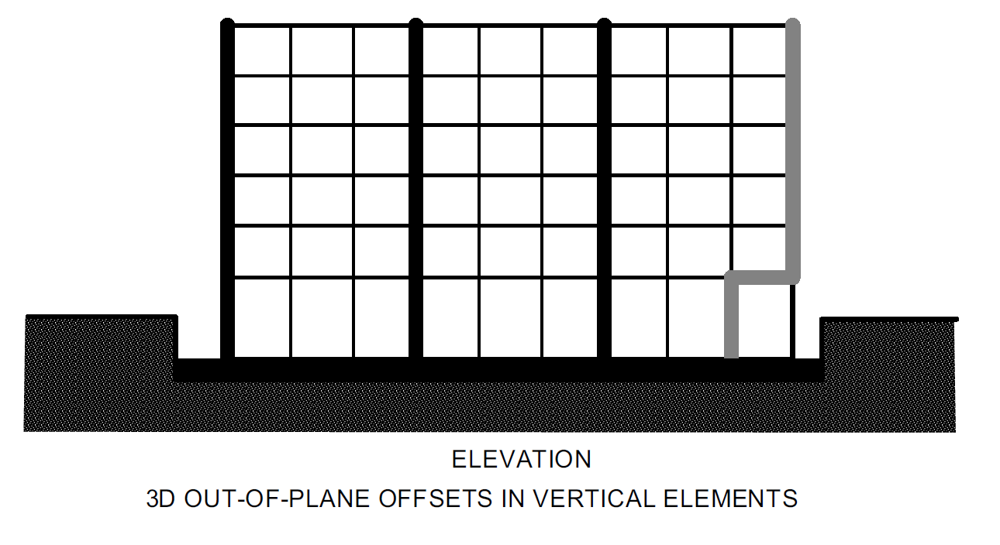 ELEVATION
3D OUT-OF-PLANE OFFSETS IN VERTICAL ELEMENTS